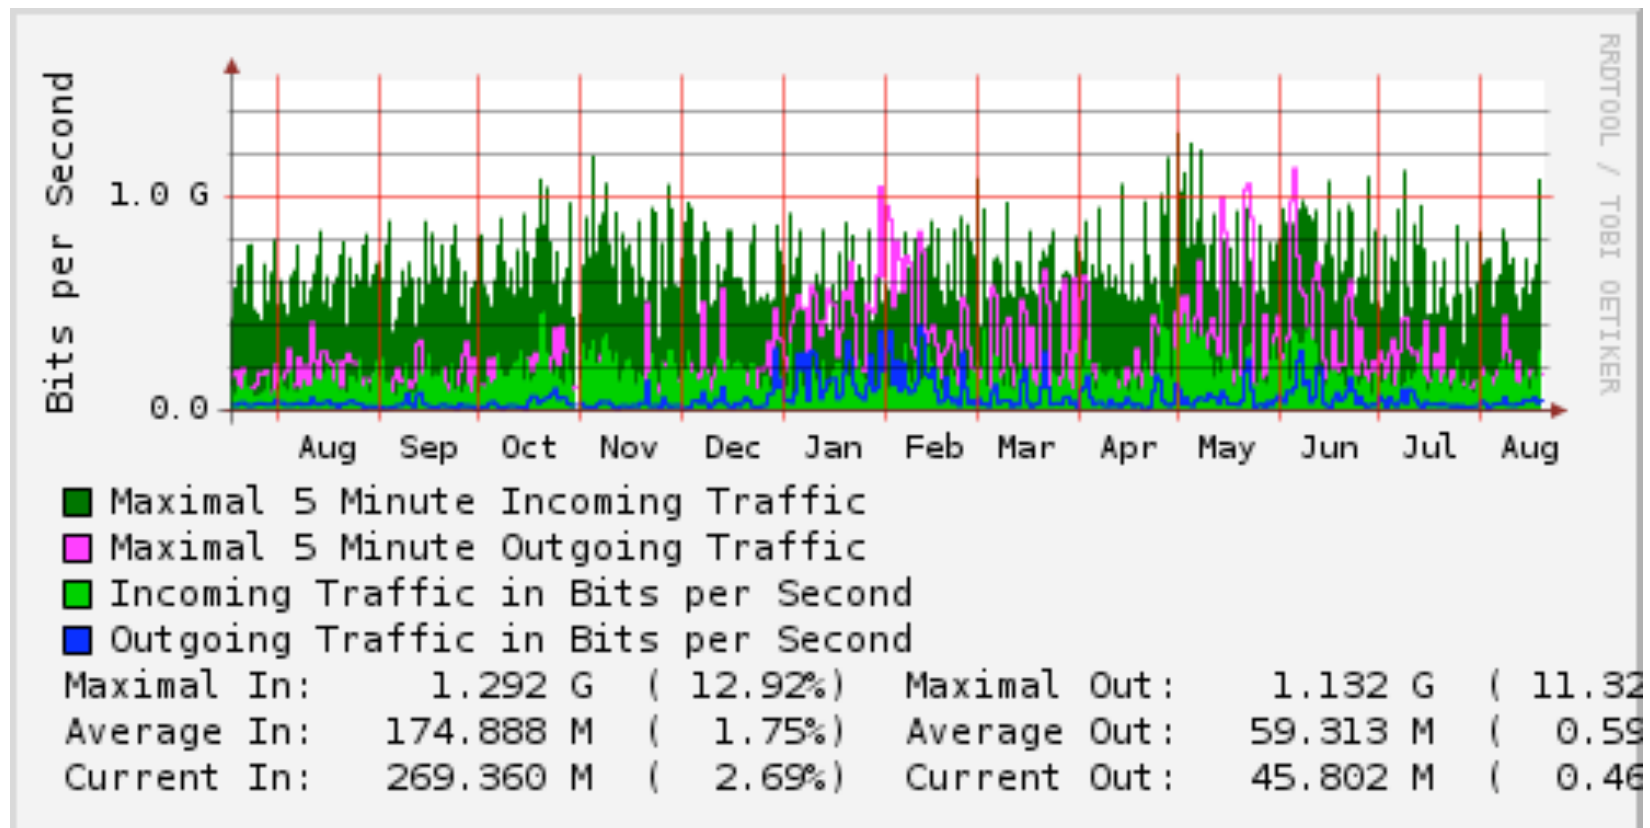 RRDTOOL / TOBI OETIKER
Bits per Second
1.0 G
0.0
Aug Sep Oct Nov Dec Jan Feb Mar Apr May Jun Jul Aug
Maximal 5 Minute Incoming Traffic
Maximal 5 Minute Outgoing Traffic
Incoming Traffic in Bits per Second
Outgoing Traffic in Bits per Second
Maximal In: 1.292 G ( 12.92%) Maximal Out: 1.132 G ( 11.32
Average In: 174.888 M ( 1.75%) Average Out: 59.313 M ( 0.59
Current In: 269.360 M ( 2.69%) Current Out: 45.802 M ( 0.46